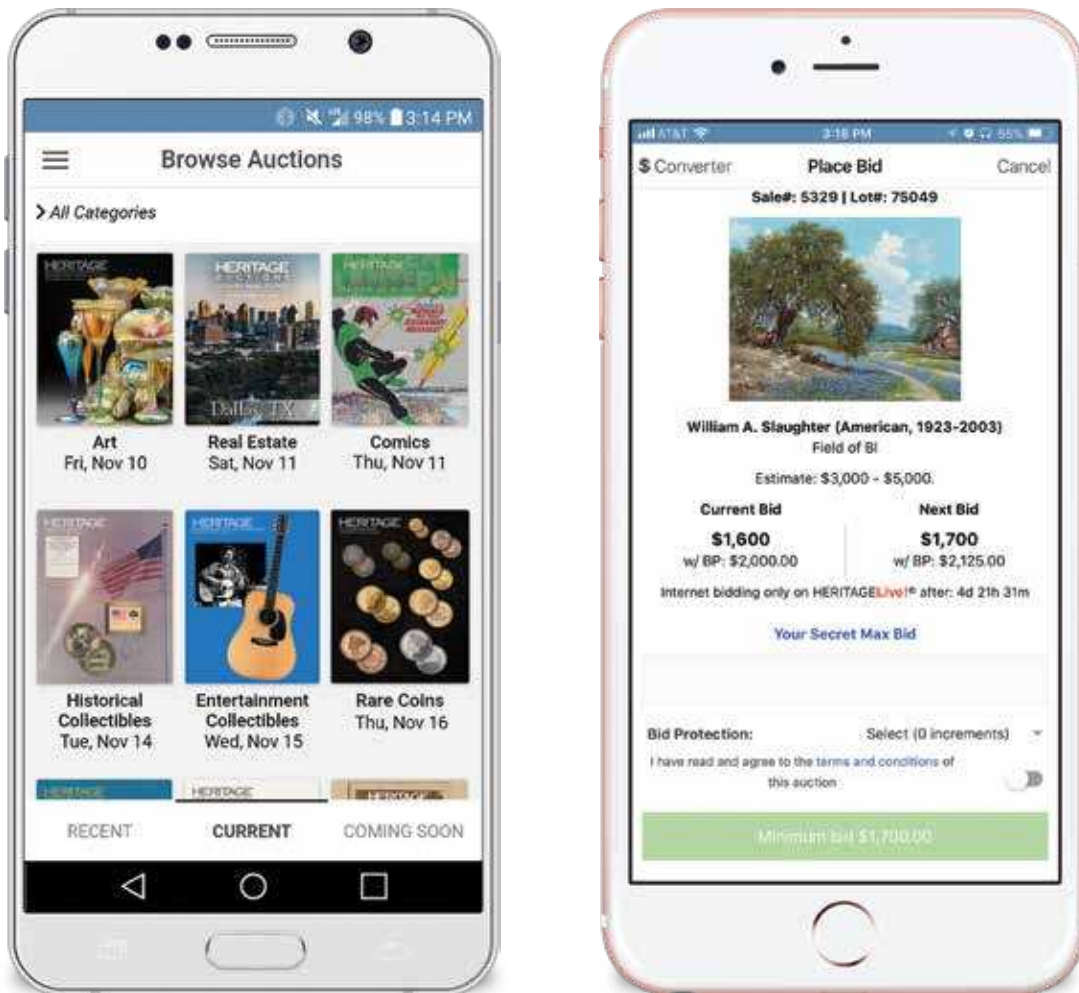 98% 3:14 PM
Browse Auctions
All Categories
HERITAGE
HERITAGE
AUCTIONS
HERITAGE
Dallas, TX
Art
Fri, Nov 10
Real Estate
Sat, Nov 11
Comics
Thu, Nov 11
HERITAGE
HERITAGE
HERITAGE
Historical
Collectibles
Tue, Nov 14
Entertainment
Collectibles
Wed, Nov 15
Rare Coins
Thu, Nov 16
HERITAGE
HERITAGE
HERITAGE
RECENT
CURRENT
COMING SOON
AT&T 3:18 PM 55%
$ Converter
Place Bid
Cancel
Sale#: 5329 | Lot#: 75049
William A. Slaughter (American, 1923-2003)
Field of Bl
Estimate: $3,000 - $5,000.
Current Bid
$1,600
w/ BP: $2,000.00
Next Bid
$1,700
w/ BP: $2,125.00
Internet bidding only on HERITAGELive!® after: 4d 21h 31m
Your Secret Max Bid
Bid Protection:
Select (0 increments)
I have read and agree to the terms and conditions of
this auction
Minimum bid $1,700.00